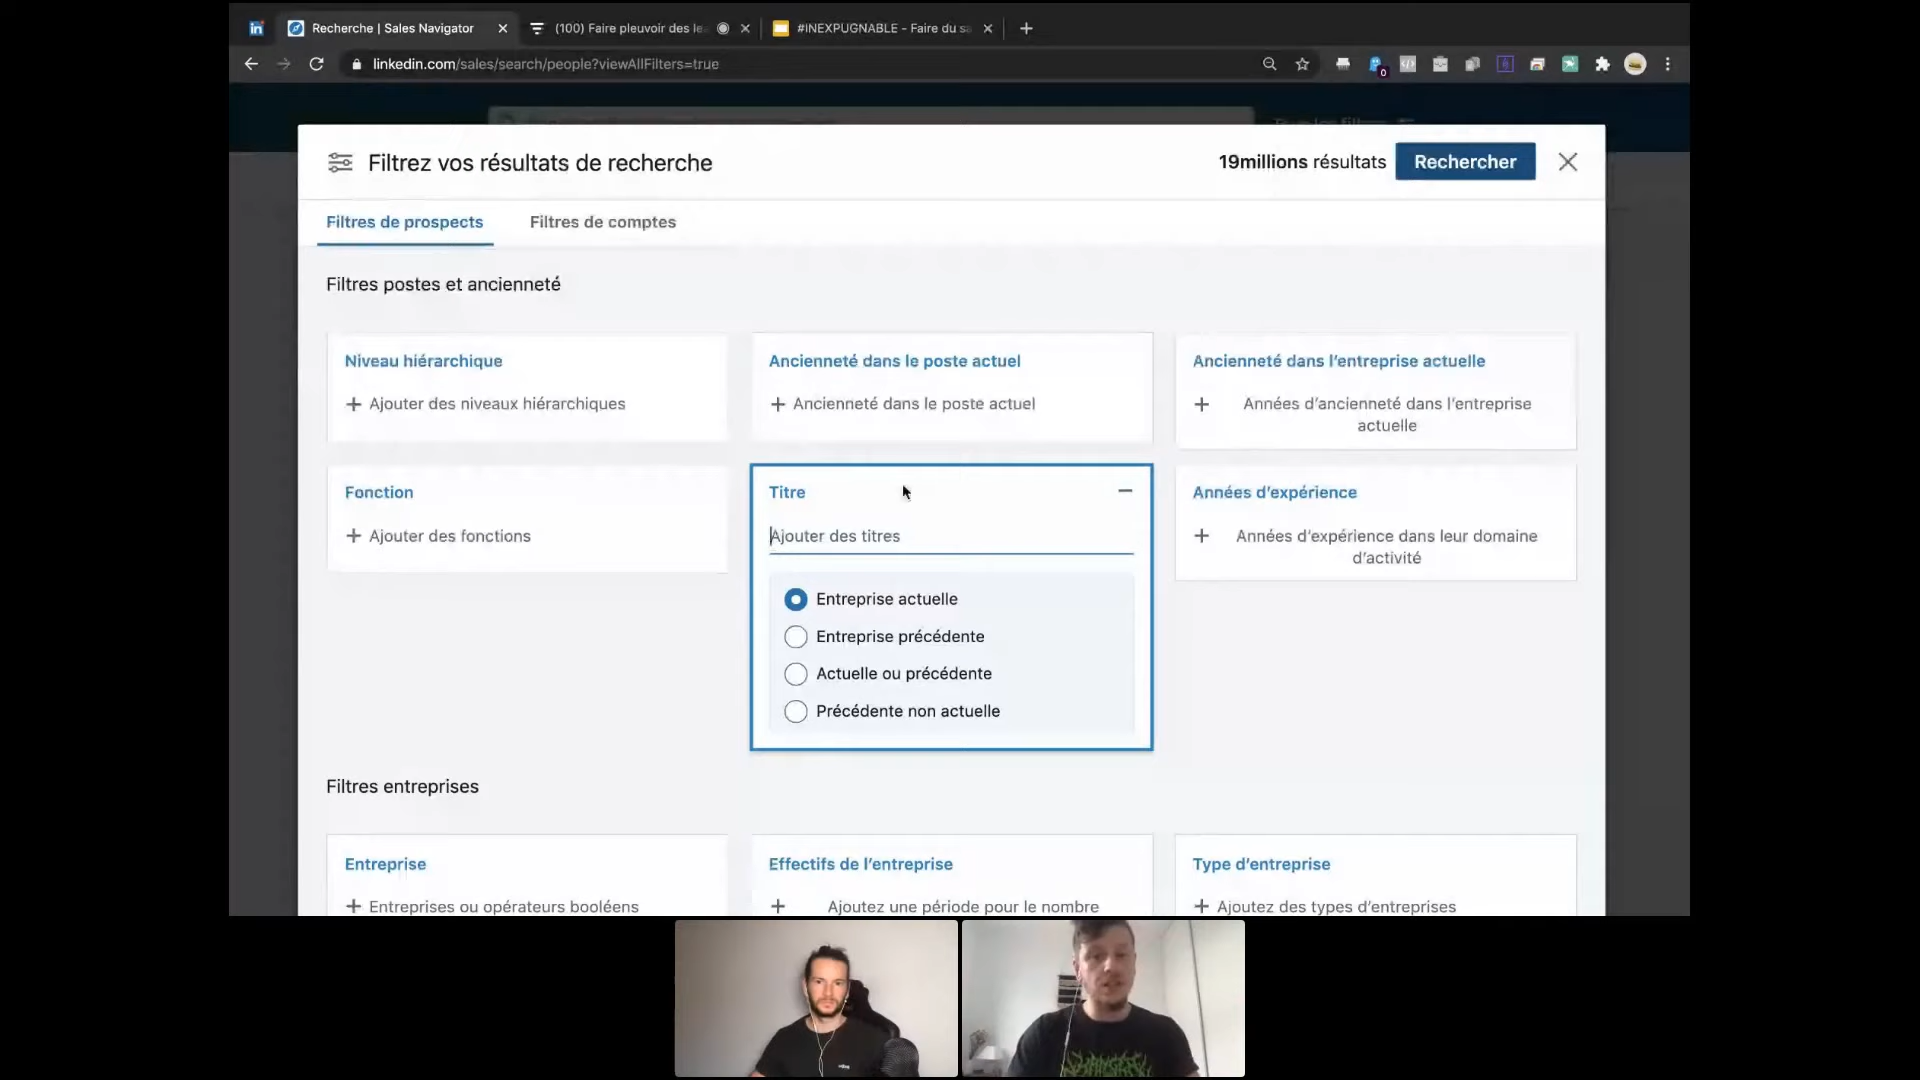 Recherche | Sales Navigator
(100) Faire pleuvoir des le
#INEXPUGNABLE - Faire du sa
linkedin.com/sales/search/people?viewAllFilters=true
0
Filtrez vos résultats de recherche
19millions résultats
Rechercher
Filtres de prospects
Filtres de comptes
Filtres postes et ancienneté
Niveau hiérarchique
Ajouter des niveaux hiérarchiques
Ancienneté dans le poste actuel
Ancienneté dans le poste actuel
Ancienneté dans l’entreprise actuelle
Années d’ancienneté dans l’entreprise
actuelle
Fonction
Ajouter des fonctions
Titre
Ajouter des titres
Entreprise actuelle
Entreprise précédente
Actuelle ou précédente
Précédente non actuelle
Années d’expérience
Années d’expérience dans leur domaine
d’activité
Filtres entreprises
Entreprise
Entreprises ou opérateurs booléens
Effectifs de l’entreprise
Ajoutez une période pour le nombre
Type d’entreprise
Ajoutez des types d’entreprises